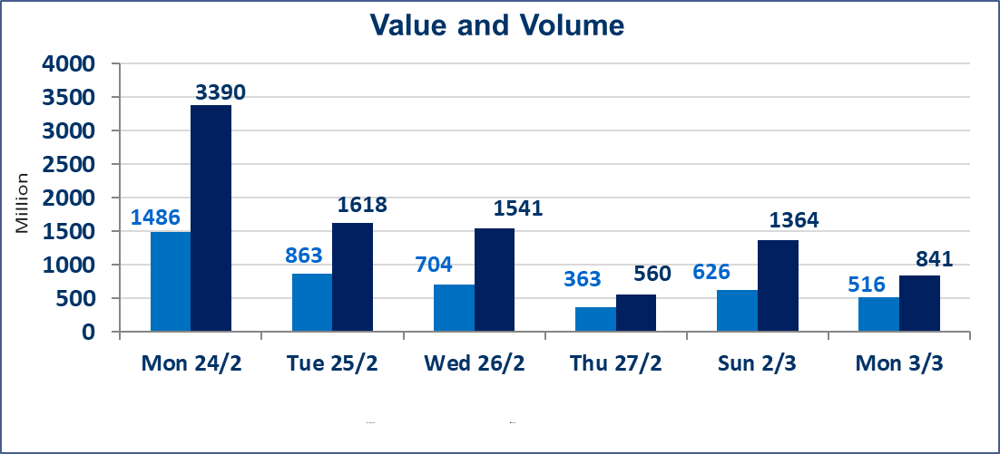 Value and Volume
4000
3500
3000
2500
2000
1500
1000
500
0
Million
1486
3390
863
1618
704
1541
363
560
626
1364
516
841
Mon 24/2
Tue 25/2
Wed 26/2
Thu 27/2
Sun 2/3
Mon 3/3